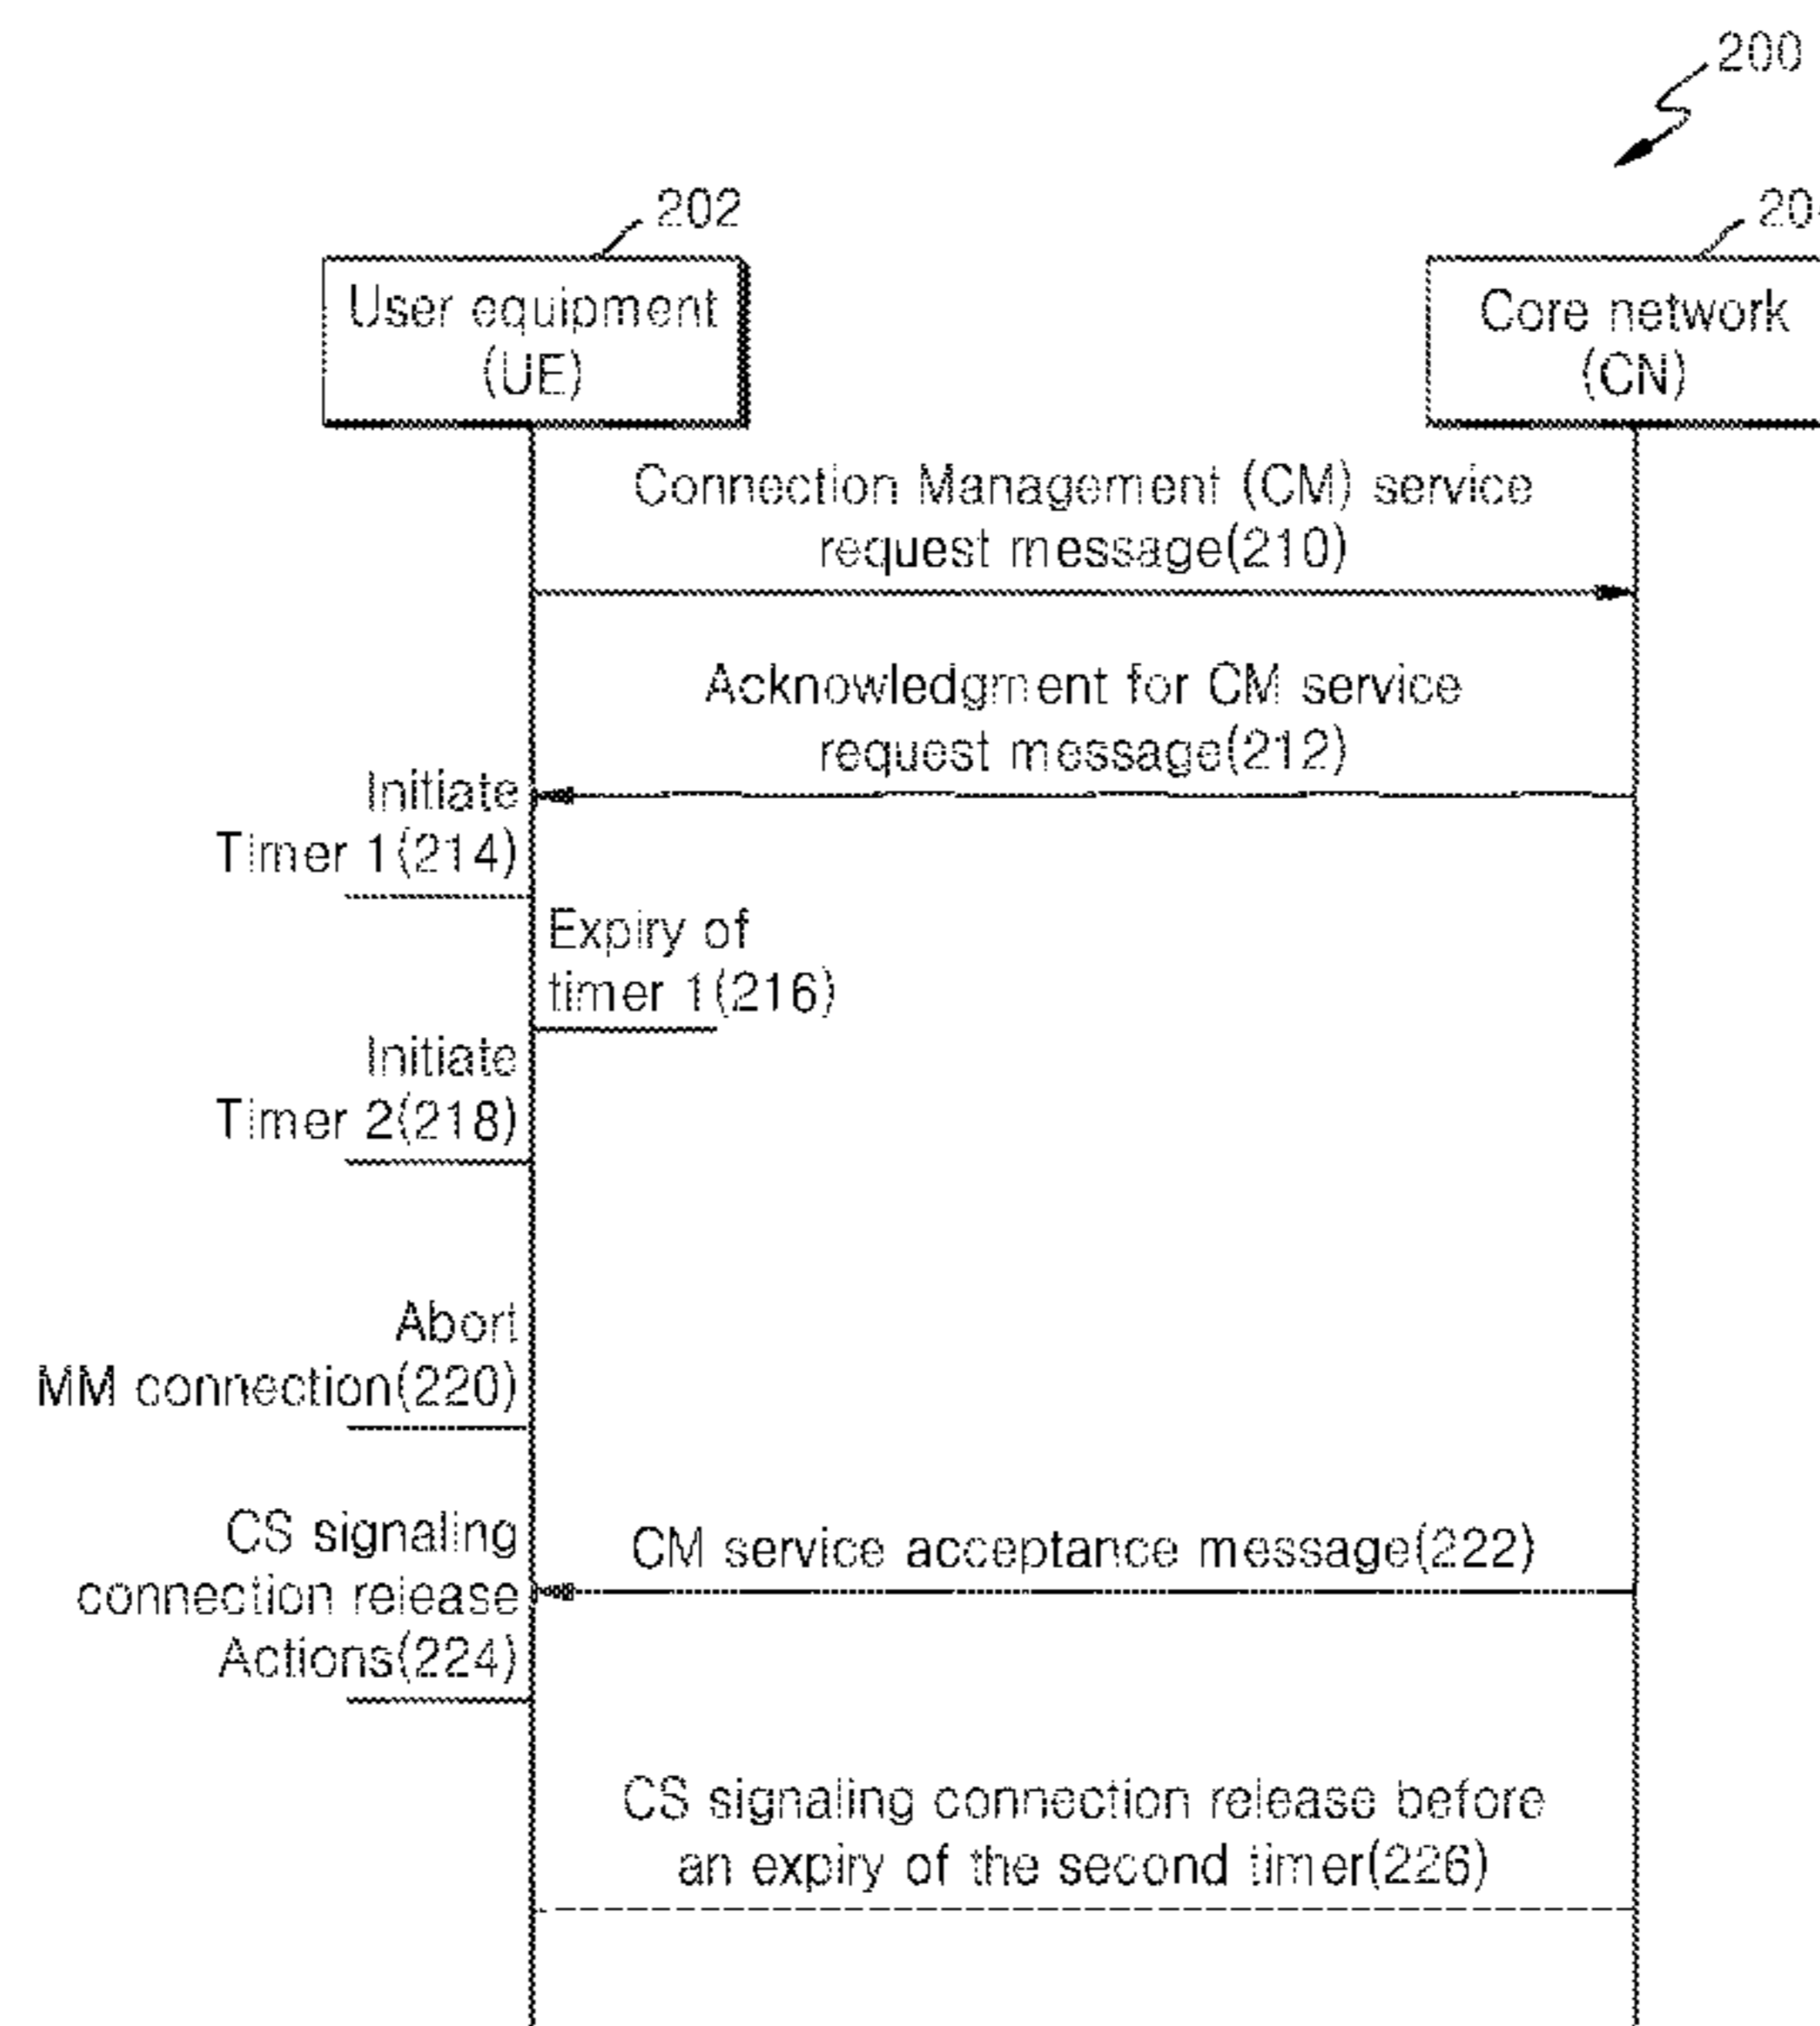 200
202
User equipment
(UE)
Core network
(CN)
Connection Management (CM) service
request message(210)
Acknowledgment for CM service
request message(212)
Initiate
Timer 1(214)
Expiry of
timer 1(216)
Initiate
Timer 2(218)
Abort
MM connection(220)
CS signaling
connection release
Actions(224)
CM service acceptance message(222)
CS signaling connection release before
an expiry of the second timer(226)